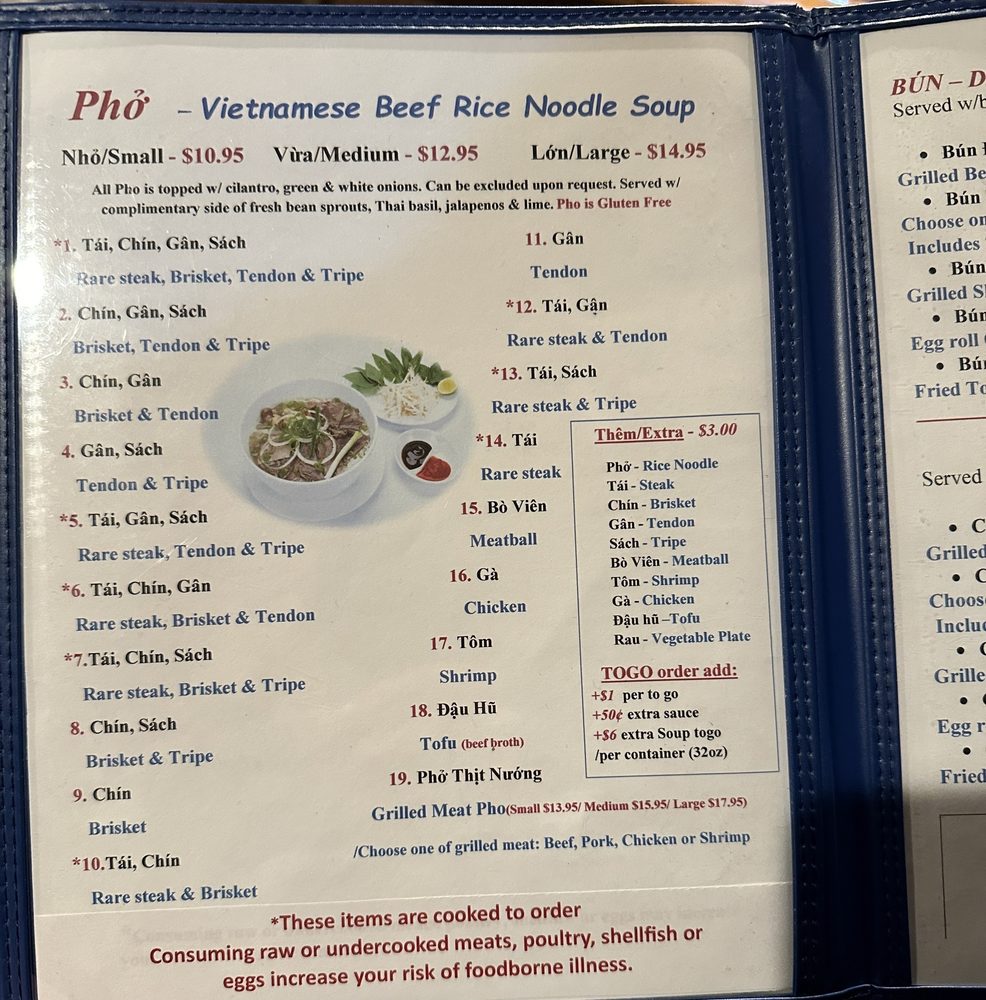 Phở – Vietnamese Beef Rice Noodle Soup
Nhỏ/Small - $10.95 Vừa/Medium - $12.95 Lớn/Large - $14.95
All Pho is topped w/ cilantro, green & white onions. Can be excluded upon request. Served w/
complimentary side of fresh bean sprouts, Thai basil, jalapenos & lime. Pho is Gluten Free
*1. Tái, Chín, Gân, Sách
Rare steak, Brisket, Tendon & Tripe
2. Chín, Gân, Sách
Brisket, Tendon & Tripe
3. Chín, Gân
Brisket & Tendon
4. Gân, Sách
Tendon & Tripe
*5. Tái, Gân, Sách
Rare steak, Tendon & Tripe
*6. Tái, Chín, Gân
Rare steak, Brisket & Tendon
*7.Tái, Chín, Sách
Rare steak, Brisket & Tripe
8. Chín, Sách
Brisket & Tripe
9. Chín
Brisket
*10.Tái, Chín
Rare steak & Brisket
11. Gân
Tendon
*12. Tái, Gận
Rare steak & Tendon
*13. Tái, Sách
Rare steak & Tripe
*14. Tái
Rare steak
15. Bò Viên
Meatball
16. Gà
Chicken
17. Tôm
Shrimp
18. Đậu Hũ
Tofu (beef broth)
19. Phở Thịt Nướng
Grilled Meat Pho(Small $13.95/ Medium $15.95/ Large $17.95)
/Choose one of grilled meat: Beef, Pork, Chicken or Shrimp
Thêm/Extra - $3.00
Phở - Rice Noodle
Tái - Steak
Chín - Brisket
Gân - Tendon
Sách - Tripe
Bò Viên - Meatball
Tôm - Shrimp
Gà - Chicken
Đậu hũ –Tofu
Rau - Vegetable Plate
TOGO order add:
+$1 per to go
+50¢ extra sauce
+$6 extra Soup togo
/per container (32oz)
*These items are cooked to order
Consuming raw or undercooked meats, poultry, shellfish or
eggs increase your risk of foodborne illness.
BÚN – D
Served w/b
• Bún
Grilled Be
• Bún
Choose on
Includes
• Bún
Grilled S
• Bún
Egg roll
• Bú
Fried To
Served
• C
Grilled
• C
Choos
Includ
•
Grille
•
Egg r
•
Fried